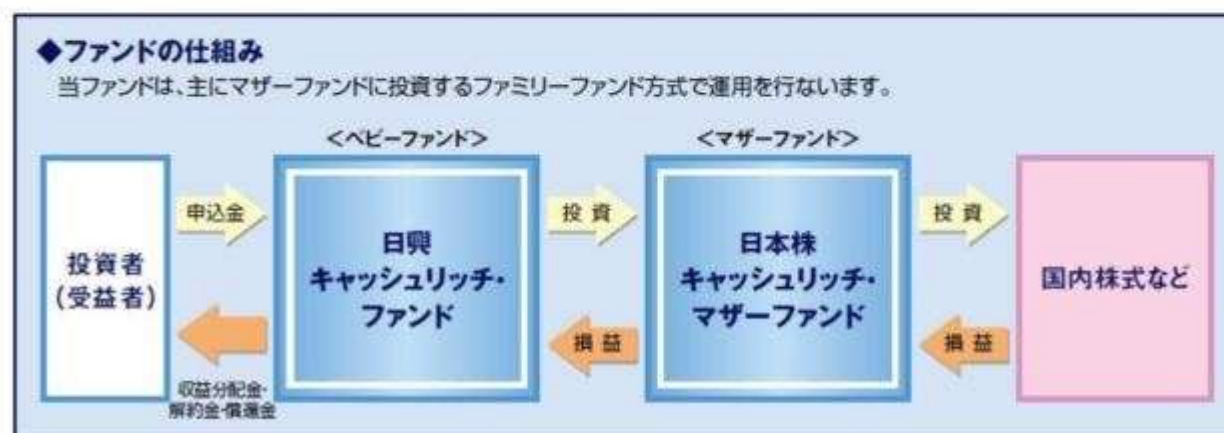 ◆ファンドの仕組み
当ファンドは、主にマザーファンドに投資するファミリーファンド方式で運用を行ないます。
<ベビーファンド>
<マザーファンド>
投資者
(受益者)
申込金
収益分配金・
解約金・償還金
日興
キャッシュリッチ・
ファンド
投資
損益
日本株
キャッシュリッチ・
マザーファンド
投資
損益
国内株式など